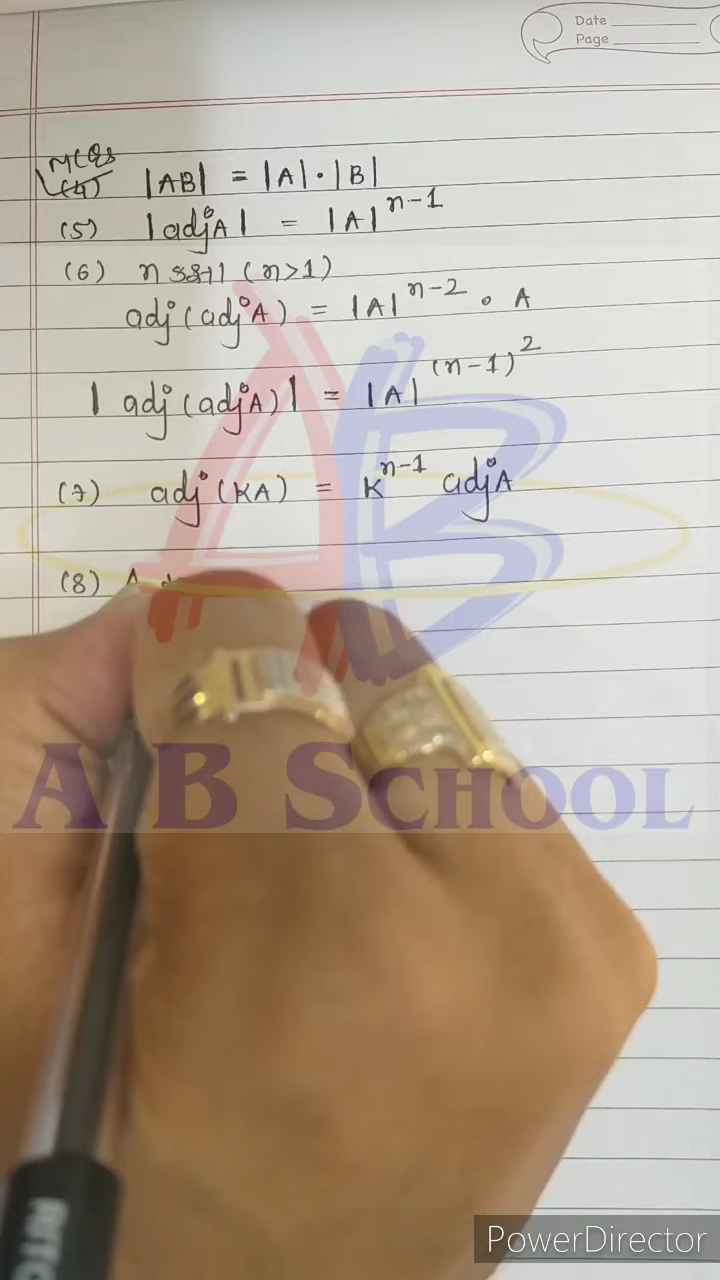 Date
Page
MCQs
(4) |AB| = |A| · |B|
(5) |adjA| = |A|^n-1
(6) n કક્ષા (n>1)
adj(adjA) = |A|^n-2 · A
|adj(adjA)| = |A|^(n-1)^2
(7) adj(KA) = K^n-1 adjA
(8) A
AB
A B SCHOOL
PowerDirector